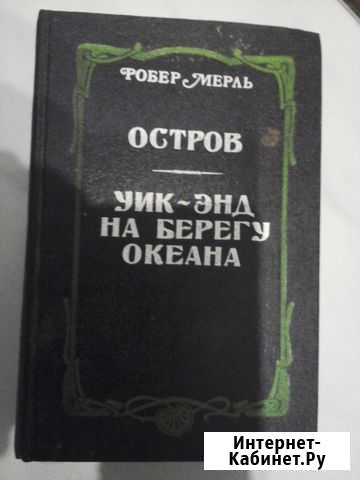 РОБЕР МЕРЛЬ
ОСТРОВ
УИК~ЭНД
НА БЕРЕГУ
ОКЕАНА
Интернет-
Кабинет.Ру